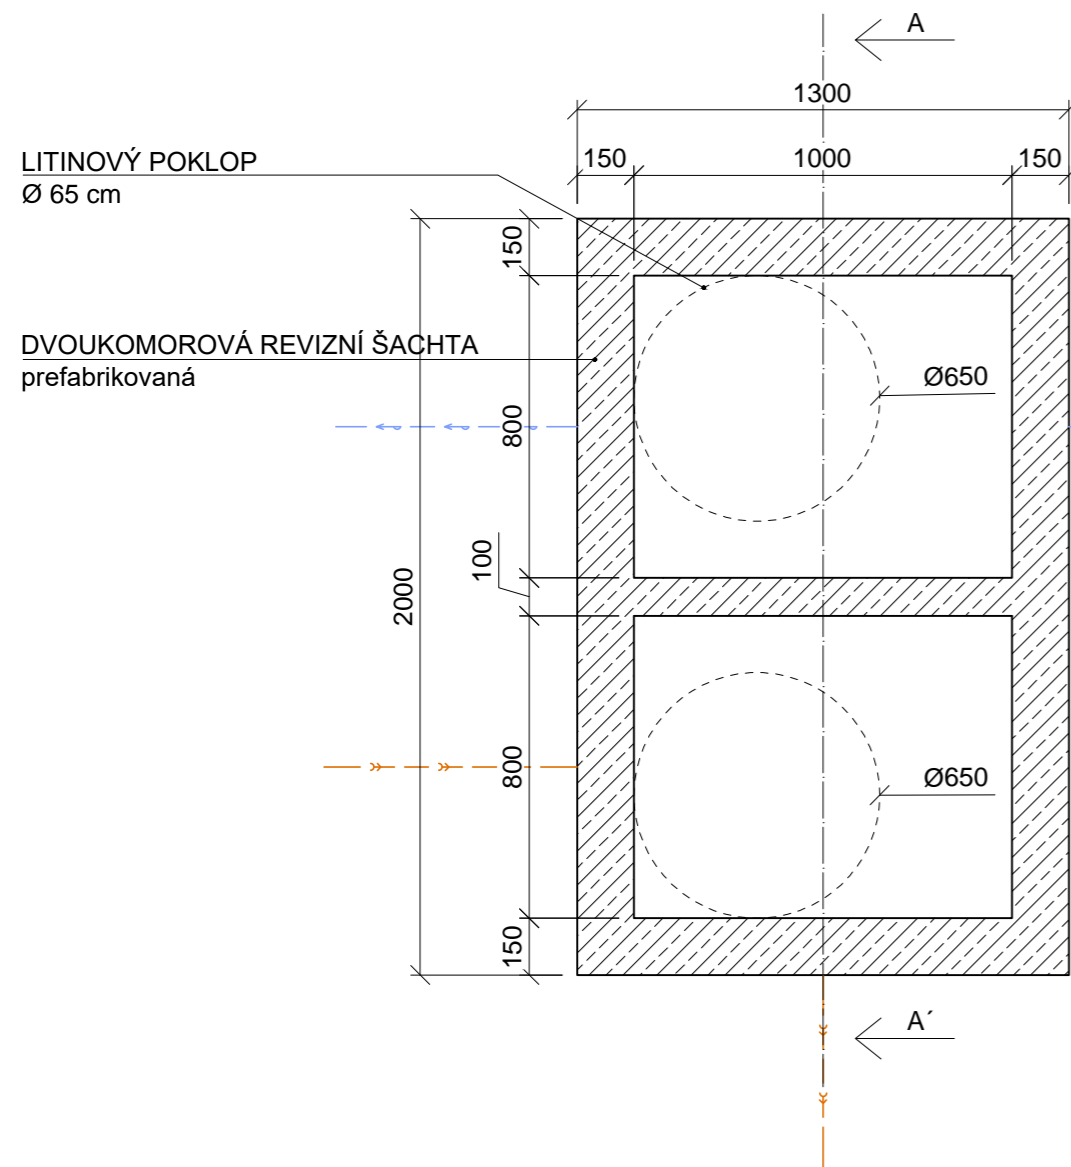 A
1300
150
1000
150
LITINOVÝ POKLOP
Ø 65 cm
150
DVOUKOMOROVÁ REVIZNÍ ŠACHTA
prefabrikovaná
Ø650
800
100
2000
800
Ø650
150
A´